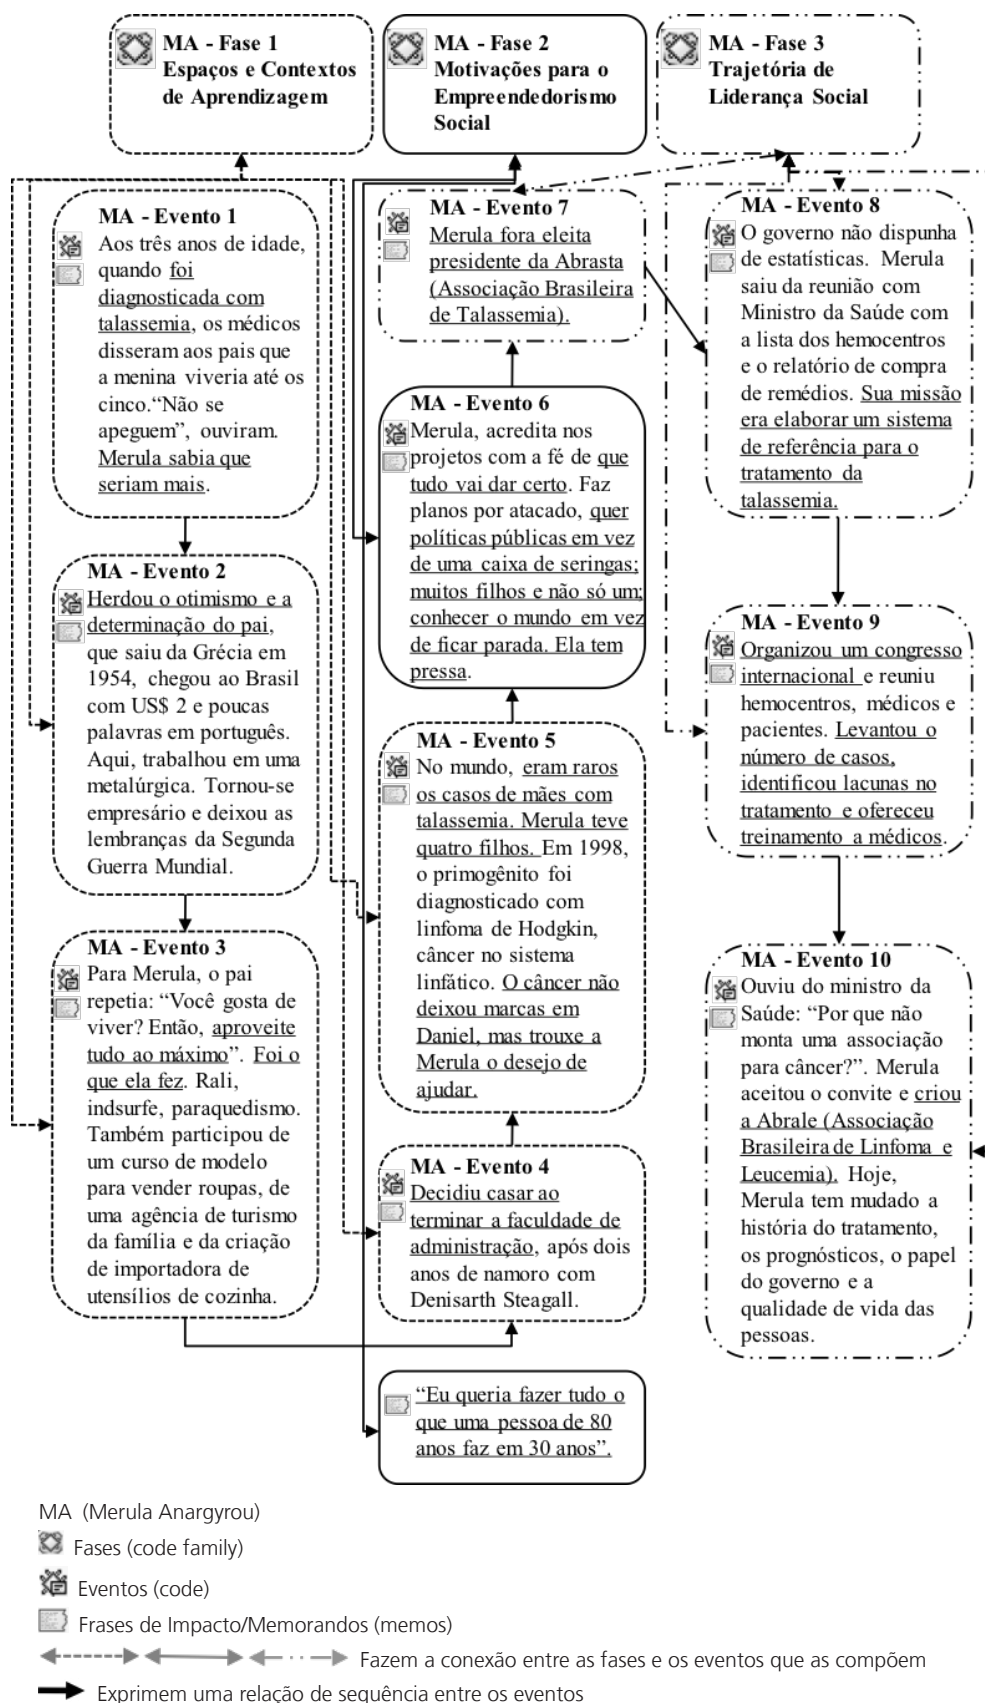 MA - Fase 1
Espaços e Contextos
de Aprendizagem
MA - Fase 2
Motivações para o
Empreendedorismo
Social
MA - Fase 3
Trajetória de
Liderança Social
MA - Evento 1
Aos três anos de idade,
quando foi
diagnosticada com
talassemia, os médicos
disseram aos pais que
a menina viveria até os
cinco.“Não se
apeguem”, ouviram.
Merula sabia que
seriam mais.
MA - Evento 2
Herdou o otimismo e a
determinação do pai,
que saiu da Grécia em
1954, chegou ao Brasil
com US$ 2 e poucas
palavras em português.
Aqui, trabalhou em uma
metalúrgica. Tornou-se
empresário e deixou as
lembranças da Segunda
Guerra Mundial.
MA - Evento 3
Para Merula, o pai
repetia: “Você gosta de
viver? Então, aproveite
tudo ao máximo”. Foi o
que ela fez. Rali,
indsurfe, paraquedismo.
Também participou de
um curso de modelo
para vender roupas, de
uma agência de turismo
da família e da criação
de importadora de
utensílios de cozinha.
MA - Evento 7
Merula fora eleita
presidente da Abrasta
(Associação Brasileira
de Talassemia).
MA - Evento 6
Merula, acredita nos
projetos com a fé de que
tudo vai dar certo. Faz
planos por atacado, quer
políticas públicas em vez
de uma caixa de seringas;
muitos filhos e não só um;
conhecer o mundo em vez
de ficar parada. Ela tem
pressa.
MA - Evento 5
No mundo, eram raros
os casos de mães com
talassemia. Merula teve
quatro filhos. Em 1998,
o primogênito foi
diagnosticado com
linfoma de Hodgkin,
câncer no sistema
linfático. O câncer não
deixou marcas em
Daniel, mas trouxe a
Merula o desejo de
ajudar.
MA - Evento 4
Decidiu casar ao
terminar a faculdade de
administração, após dois
anos de namoro com
Denisarth Steagall.
“Eu queria fazer tudo o
que uma pessoa de 80
anos faz em 30 anos”.
MA - Evento 8
O governo não dispunha
de estatísticas. Merula
saiu da reunião com
Ministro da Saúde com
a lista dos hemocentros
e o relatório de compra
de remédios. Sua missão
era elaborar um sistema
de referência para o
tratamento da
talassemia.
MA - Evento 9
Organizou um congresso
internacional e reuniu
hemocentros, médicos e
pacientes. Levantou o
número de casos,
identificou lacunas no
tratamento e ofereceu
treinamento a médicos.
MA - Evento 10
Ouviu do ministro da
Saúde: “Por que não
monta uma associação
para câncer?”. Merula
aceitou o convite e criou
a Abrale (Associação
Brasileira de Linfoma e
Leucemia). Hoje,
Merula tem mudado a
história do tratamento,
os prognósticos, o papel
do governo e a
qualidade de vida das
pessoas.
MA (Merula Anargyrou)
Fases (code family)
Eventos (code)
Frases de Impacto/Memorandos (memos)
Fazem a conexão entre as fases e os eventos que as compõem
Exprimem uma relação de sequência entre os eventos